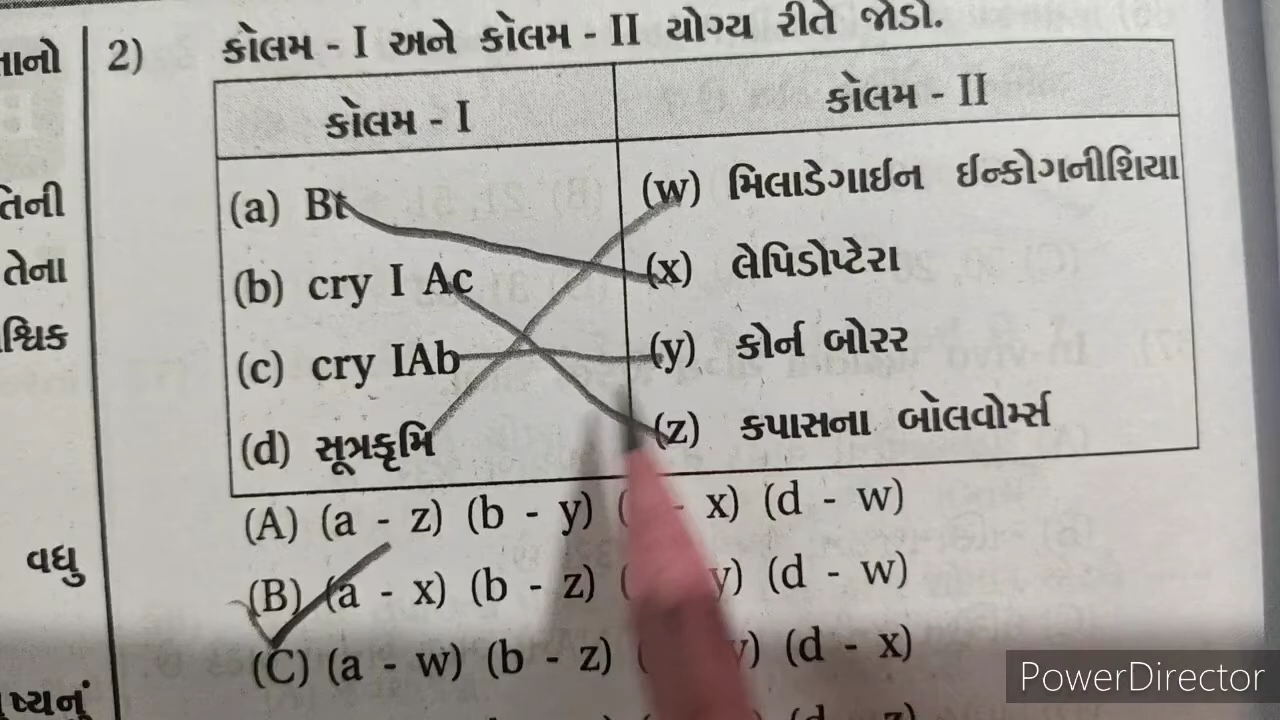 2) કોલમ - I અને કોલમ - II યોગ્ય રીતે જોડો.
કોલમ - I કોલમ - II
(a) Bt (w) મિલાડેગાઈન ઈન્કોગનીશિયા
(b) cry I Ac (x) લેપિડોપ્ટેરા
(c) cry IAb (y) કોર્ન બોરર
(d) સૂત્રકૃમિ (z) કપાસના બોલવોર્મ્સ
(A) (a - z) (b - y) ( - x) (d - w)
(B) (a - x) (b - z) ( y) (d - w)
(C) (a - w) (b - z) ( ) (d - x)
તેના
વધુ
PowerDirector